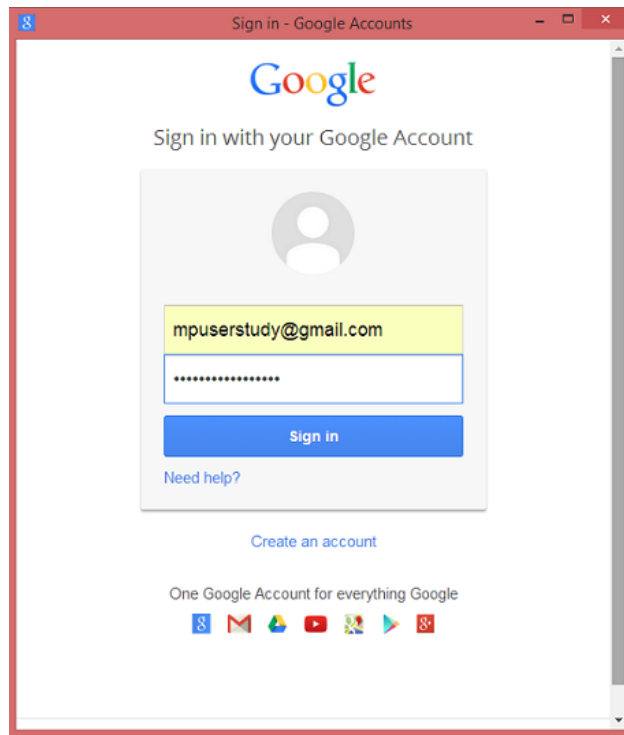 Sign in - Google Accounts
Google
Sign in with your Google Account
mpuserstudy@gmail.com
•••••••••••••••••
Sign in
Need help?
Create an account
One Google Account for everything Google